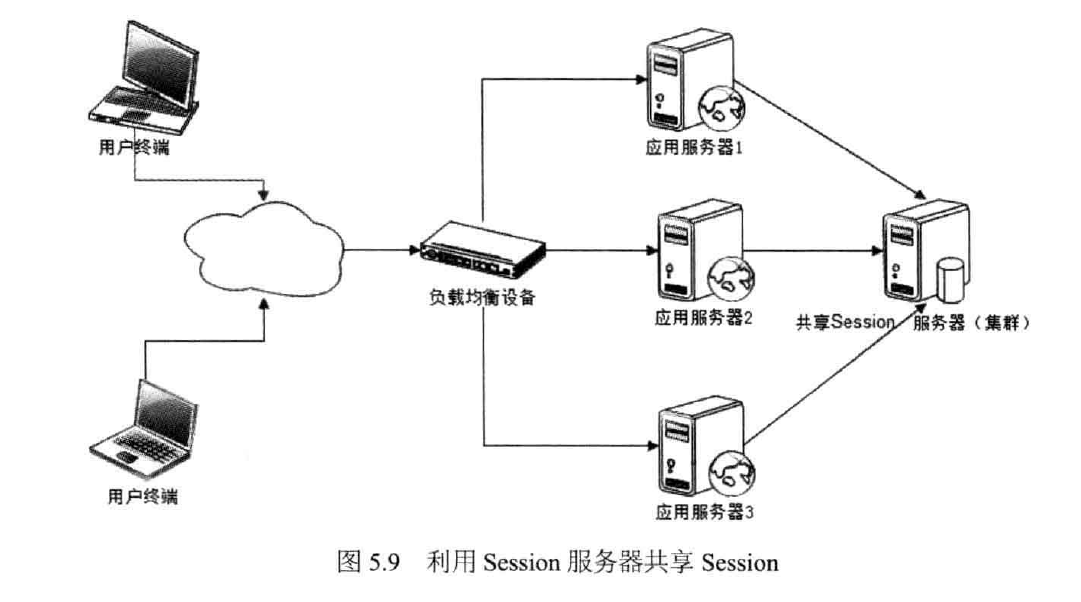 用户终端
应用服务器1
负载均衡设备
应用服务器2
共享Session 服务器（集群）
用户终端
应用服务器3
图 5.9 利用 Session 服务器共享 Session